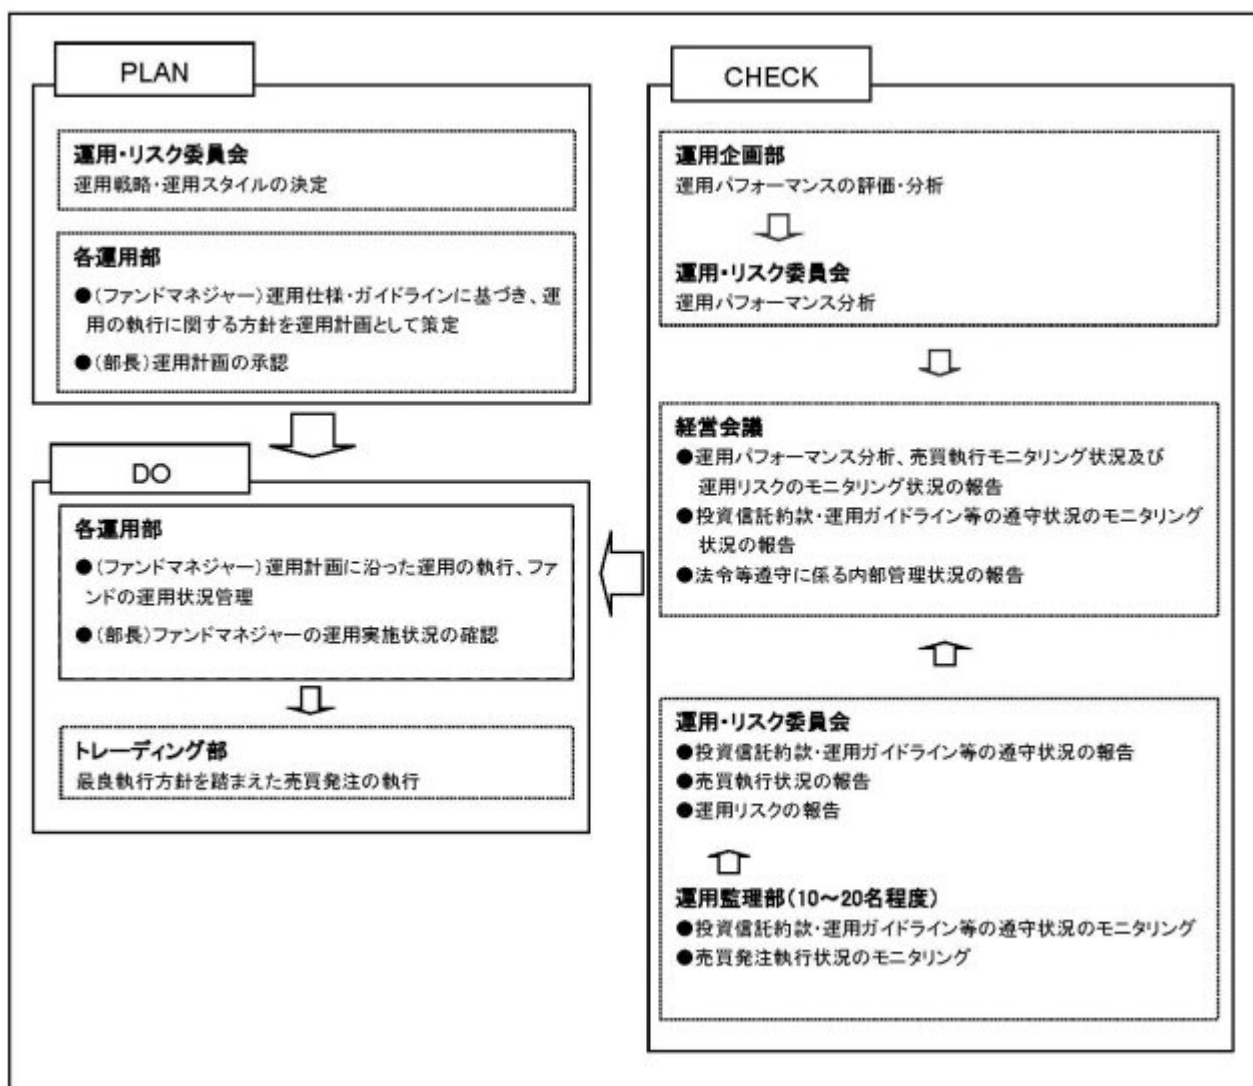 PLAN
運用・リスク委員会
運用戦略・運用スタイルの決定
各運用部
●(ファンドマネジャー)運用仕様・ガイドラインに基づき、運
用の執行に関する方針を運用計画として策定
●(部長)運用計画の承認
DO
各運用部
●(ファンドマネジャー)運用計画に沿った運用の執行、ファ
ンドの運用状況管理
●(部長)ファンドマネジャーの運用実施状況の確認
トレーディング部
最良執行方針を踏まえた売買発注の執行
CHECK
運用企画部
運用パフォーマンスの評価・分析
運用・リスク委員会
運用パフォーマンス分析
経営会議
●運用パフォーマンス分析、売買執行モニタリング状況及び
運用リスクのモニタリング状況の報告
●投資信託約款・運用ガイドライン等の遵守状況のモニタリング
状況の報告
●法令等遵守に係る内部管理状況の報告
運用・リスク委員会
●投資信託約款・運用ガイドライン等の遵守状況の報告
●売買執行状況の報告
●運用リスクの報告
運用監理部(10~20名程度)
●投資信託約款・運用ガイドライン等の遵守状況のモニタリング
●売買発注執行状況のモニタリング